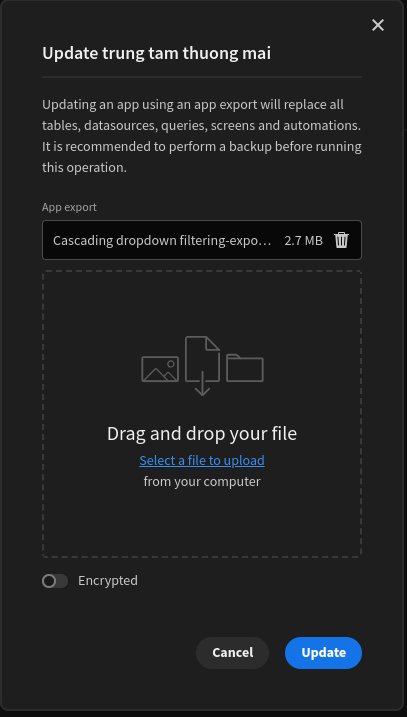 Update trung tam thuong mai
Updating an app using an app export will replace all
tables, datasources, queries, screens and automations.
It is recommended to perform a backup before running
this operation.
App export
Cascading dropdown filtering-expo... 2.7 MB
Drag and drop your file
Select a file to upload
from your computer
Encrypted
Cancel Update